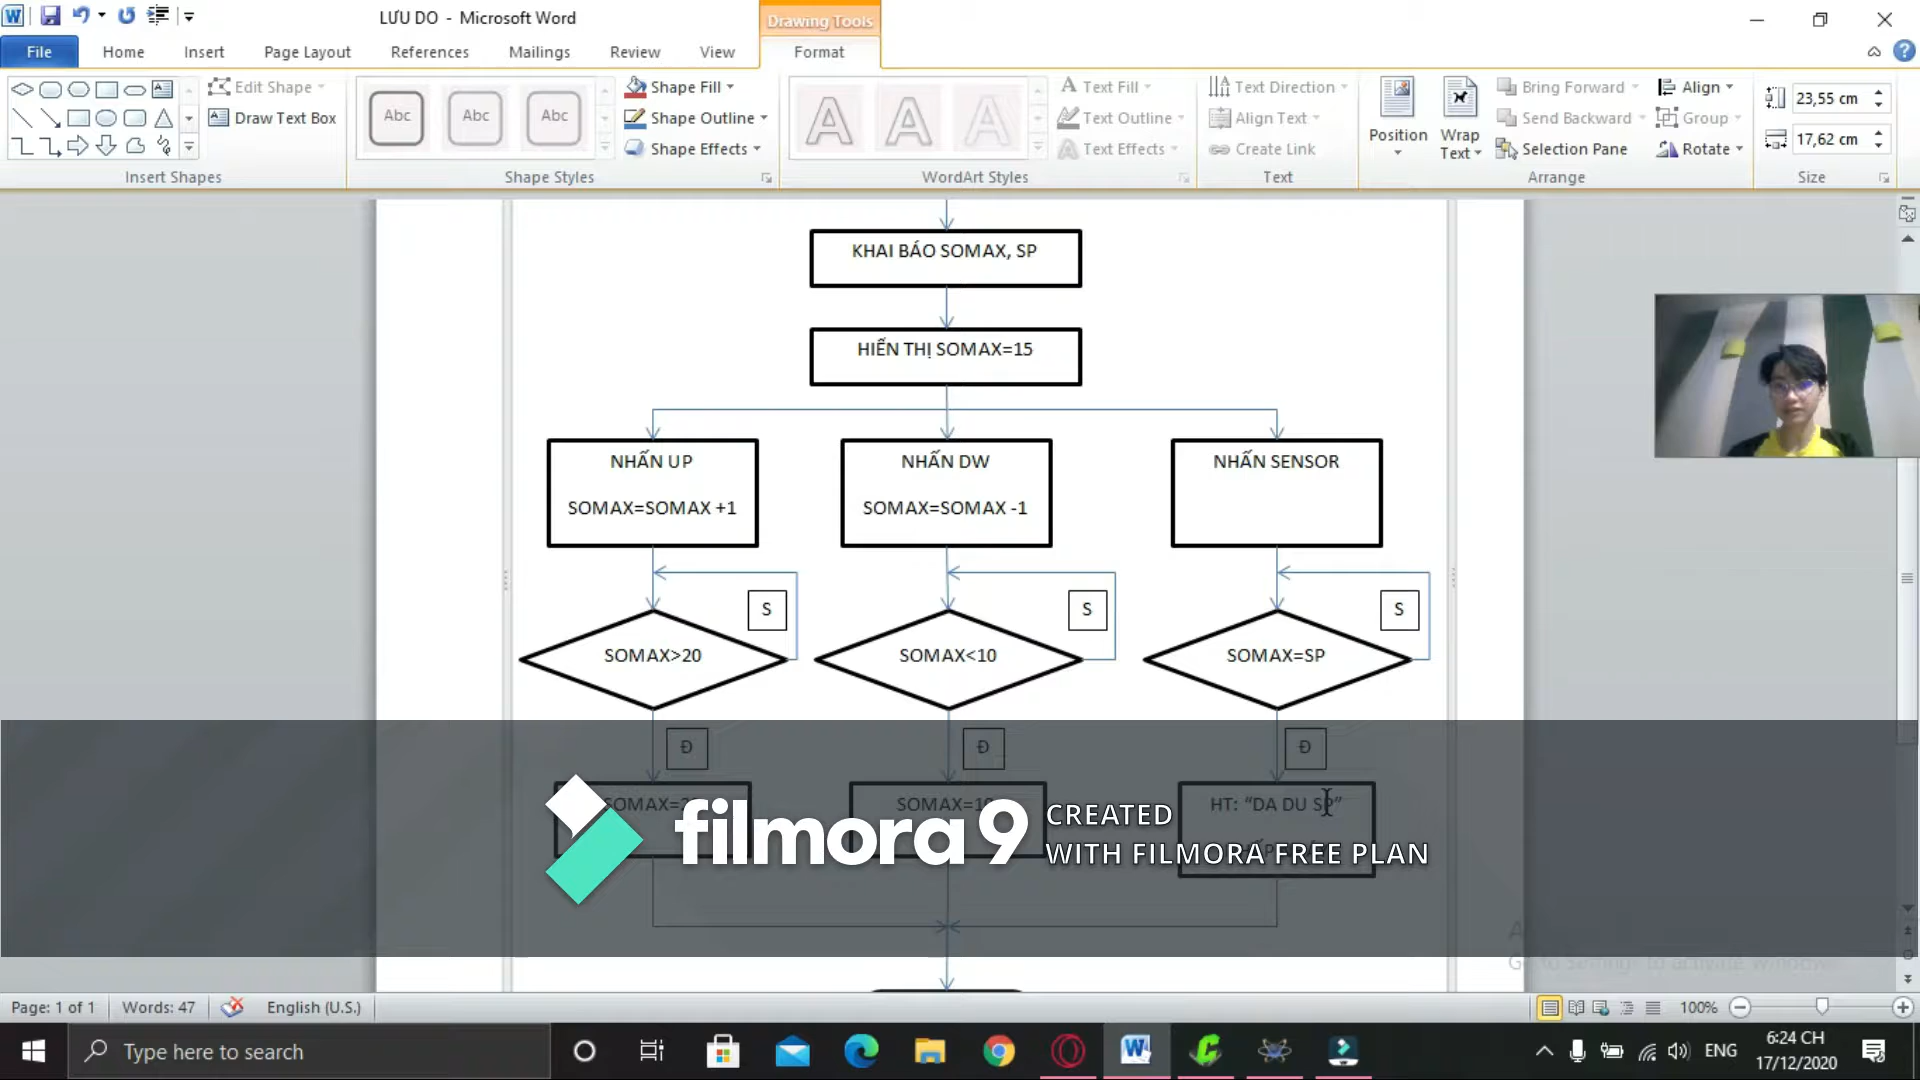 LƯU DO - Microsoft Word
Drawing Tools
File Home Insert Page Layout References Mailings Review View Format
Edit Shape
Draw Text Box
Insert Shapes
Abc Abc Abc
Shape Fill
Shape Outline
Shape Effects
Shape Styles
A A A
Text Fill
Text Outline
Text Effects
WordArt Styles
Text Direction
Align Text
Create Link
Text
Position
Wrap Text
Bring Forward
Send Backward
Selection Pane
Align
Group
Rotate
Arrange
23,55 cm
17,62 cm
Size
KHAI BÁO SOMAX, SP
HIỂN THỊ SOMAX=15
NHẤN UP
SOMAX=SOMAX +1
NHẤN DW
SOMAX=SOMAX -1
NHẤN SENSOR
S S S
SOMAX>20 SOMAX<10 SOMAX=SP
Đ Đ Đ
HT: “DA DU SP”
filmora9
CREATED
WITH FILMORA FREE PLAN
Go to Settings to activate Windows.
Page: 1 of 1 Words: 47 English (U.S.) 100%
Type here to search
ENG
6:24 CH
17/12/2020